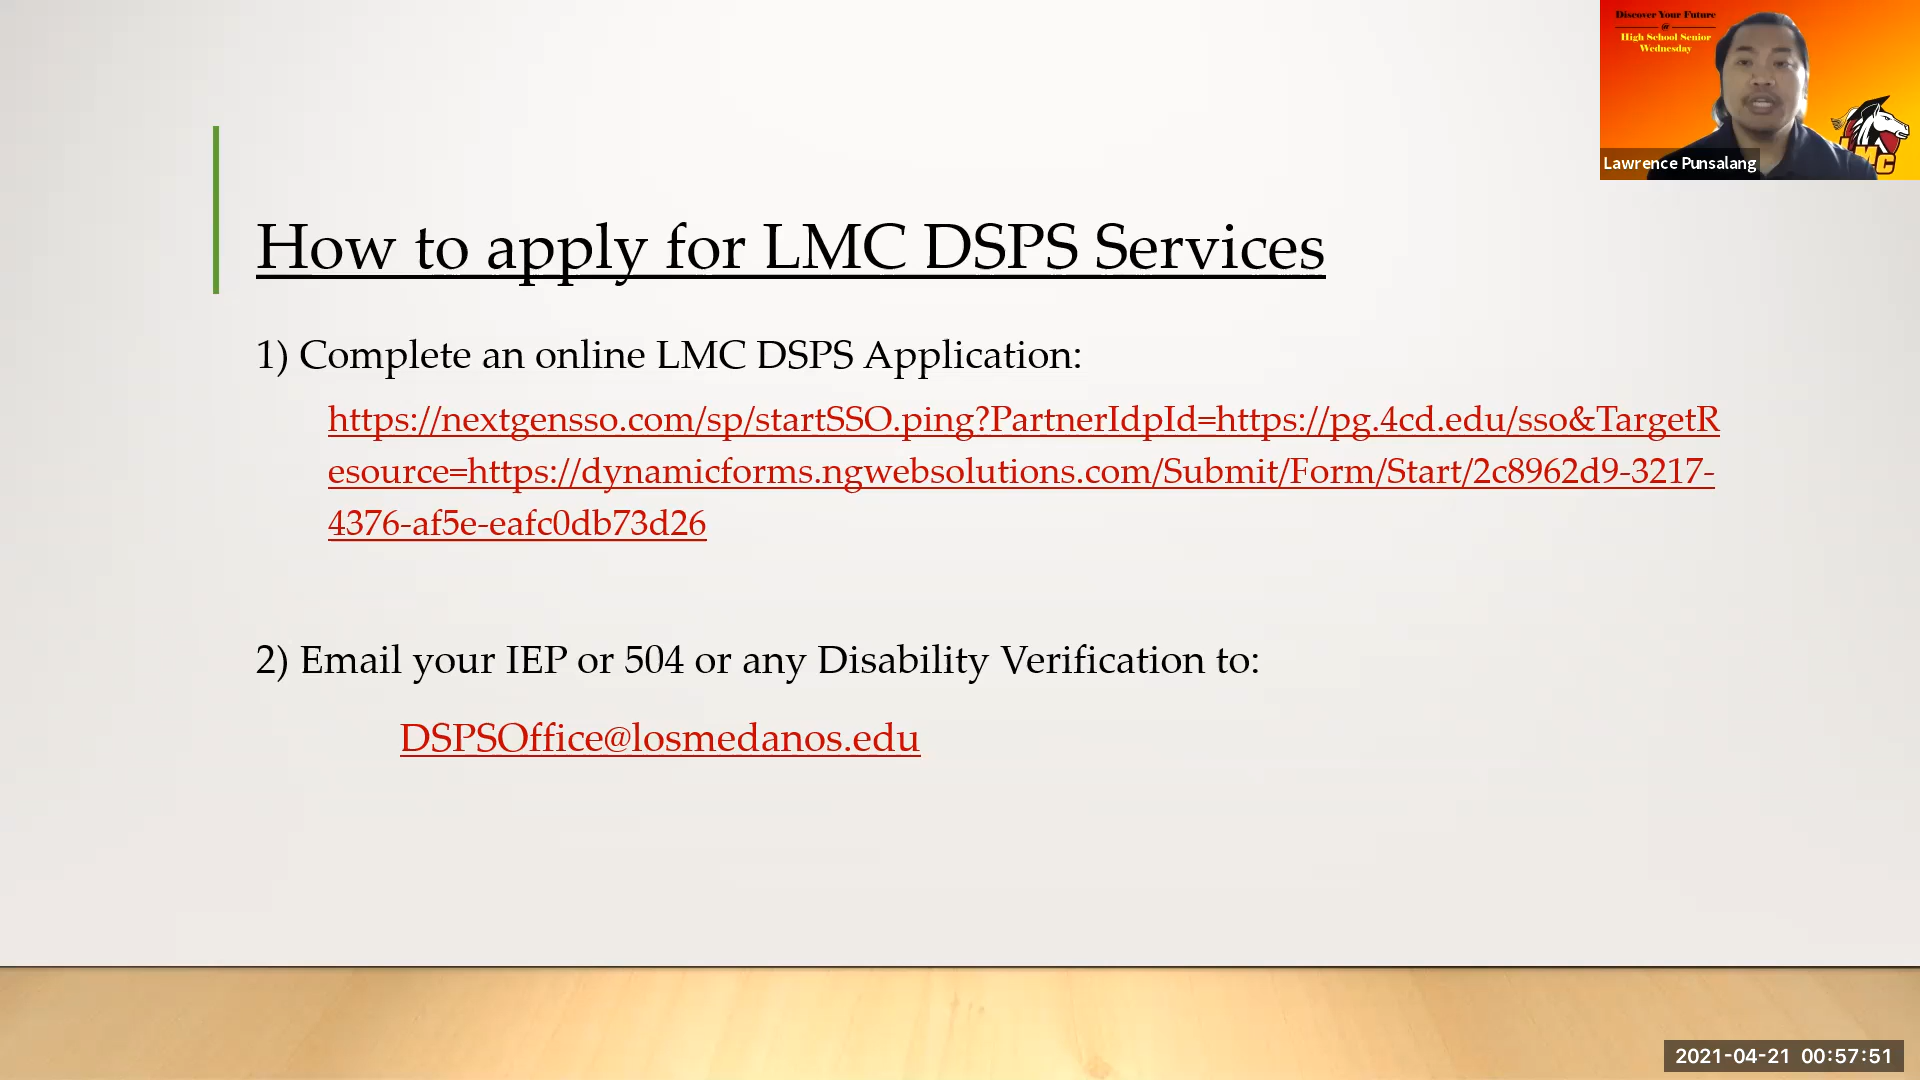 Discover Your Future
@
High School Senior
Wednesday
LMC
Lawrence Punsalang
How to apply for LMC DSPS Services
1) Complete an online LMC DSPS Application:
https://nextgensso.com/sp/startSSO.ping?PartnerIdpId=https://pg.4cd.edu/sso&TargetR
esource=https://dynamicforms.ngwebsolutions.com/Submit/Form/Start/2c8962d9-3217-
4376-af5e-eafc0db73d26
2) Email your IEP or 504 or any Disability Verification to:
DSPSOffice@losmedanos.edu
2021-04-21 00:57:51